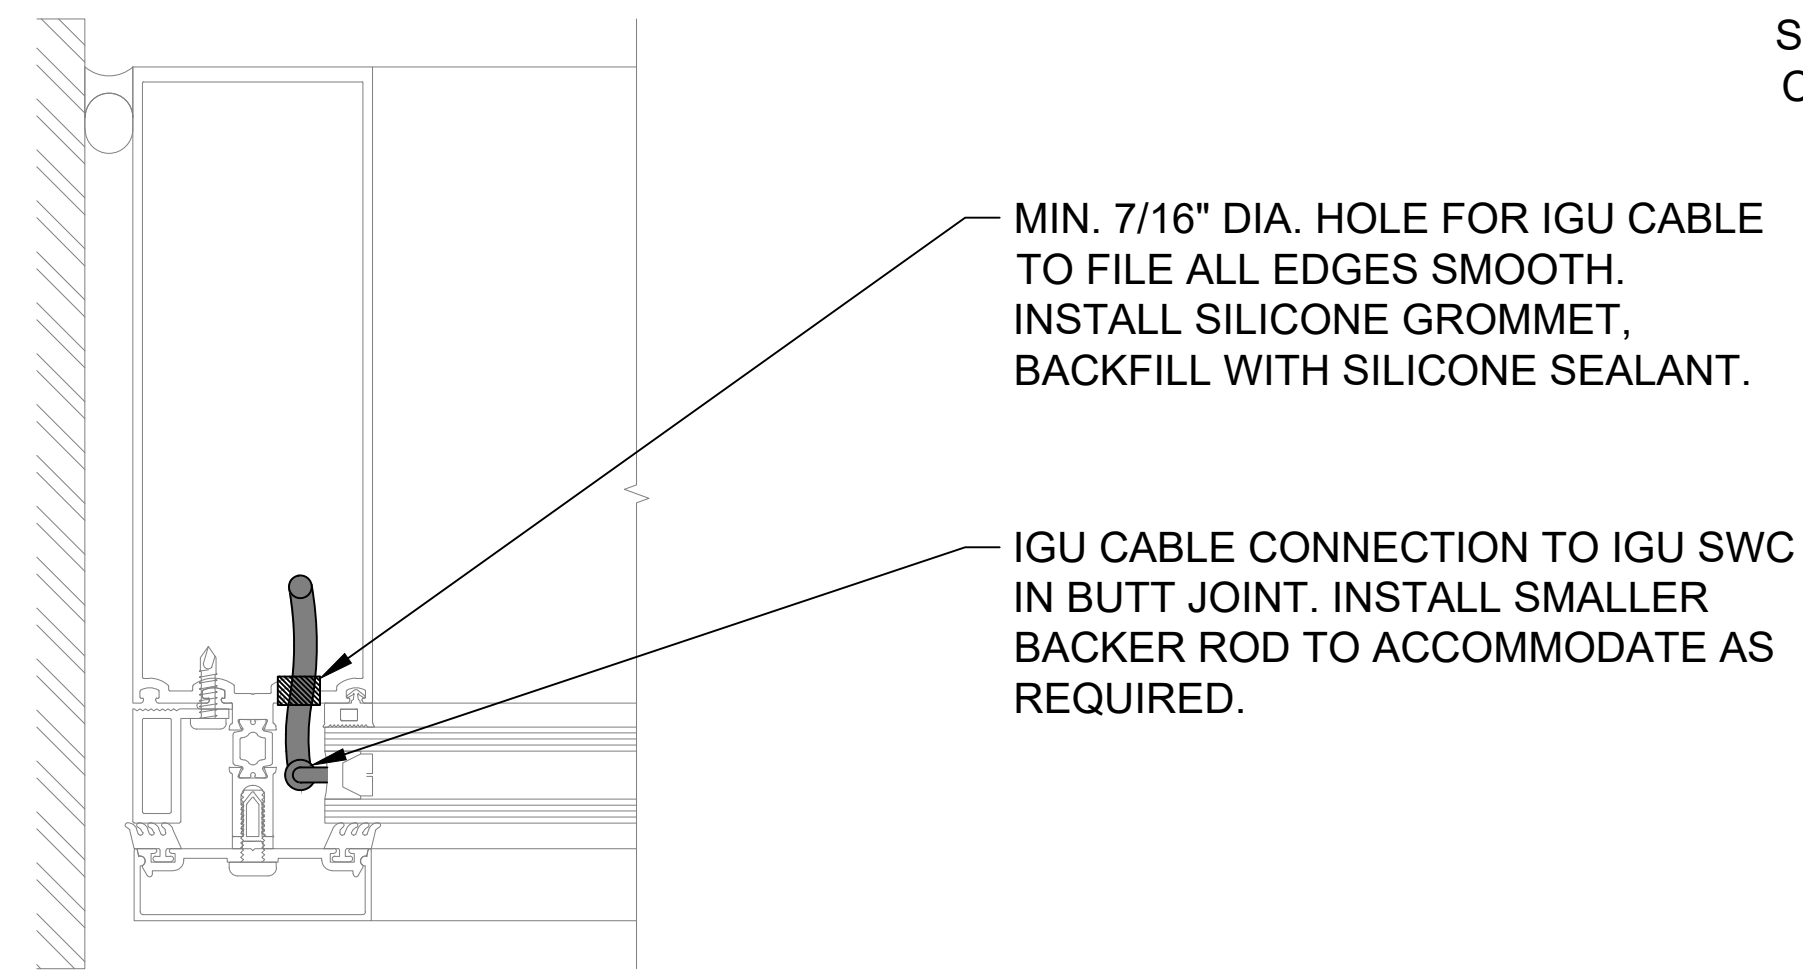 S
C
MIN. 7/16" DIA. HOLE FOR IGU CABLE
TO FILE ALL EDGES SMOOTH.
INSTALL SILICONE GROMMET,
BACKFILL WITH SILICONE SEALANT.
IGU CABLE CONNECTION TO IGU SWC
IN BUTT JOINT. INSTALL SMALLER
BACKER ROD TO ACCOMMODATE AS
REQUIRED.